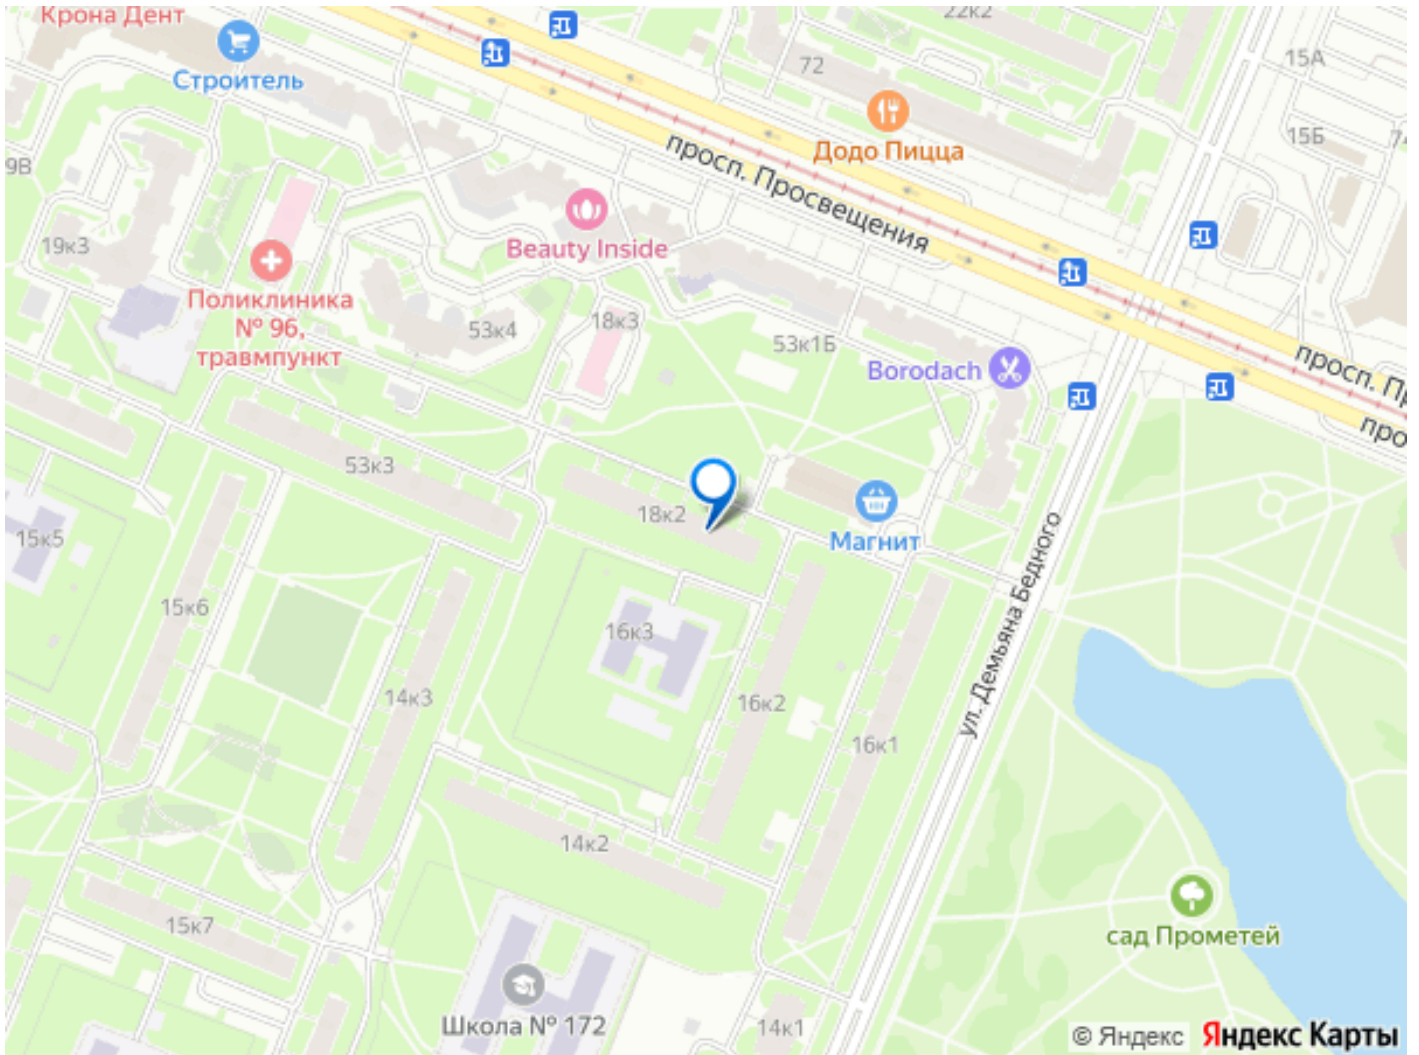 Крона Дент
22к2
Строитель
72
15А
Додо Пицца
15Б
9В
просп. Просвещения
Beauty Inside
19к3
Поликлиника
№ 96,
травмпункт
53к4
18к3
53к1Б
Borodach
просп. Пр
про
53к3
18к2
Магнит
15к5
ул. Демьяна Бедного
15к6
16к3
14к3
16к2
16к1
14к2
15к7
сад Прометей
Школа № 172
14к1
© Яндекс Яндекс Карты